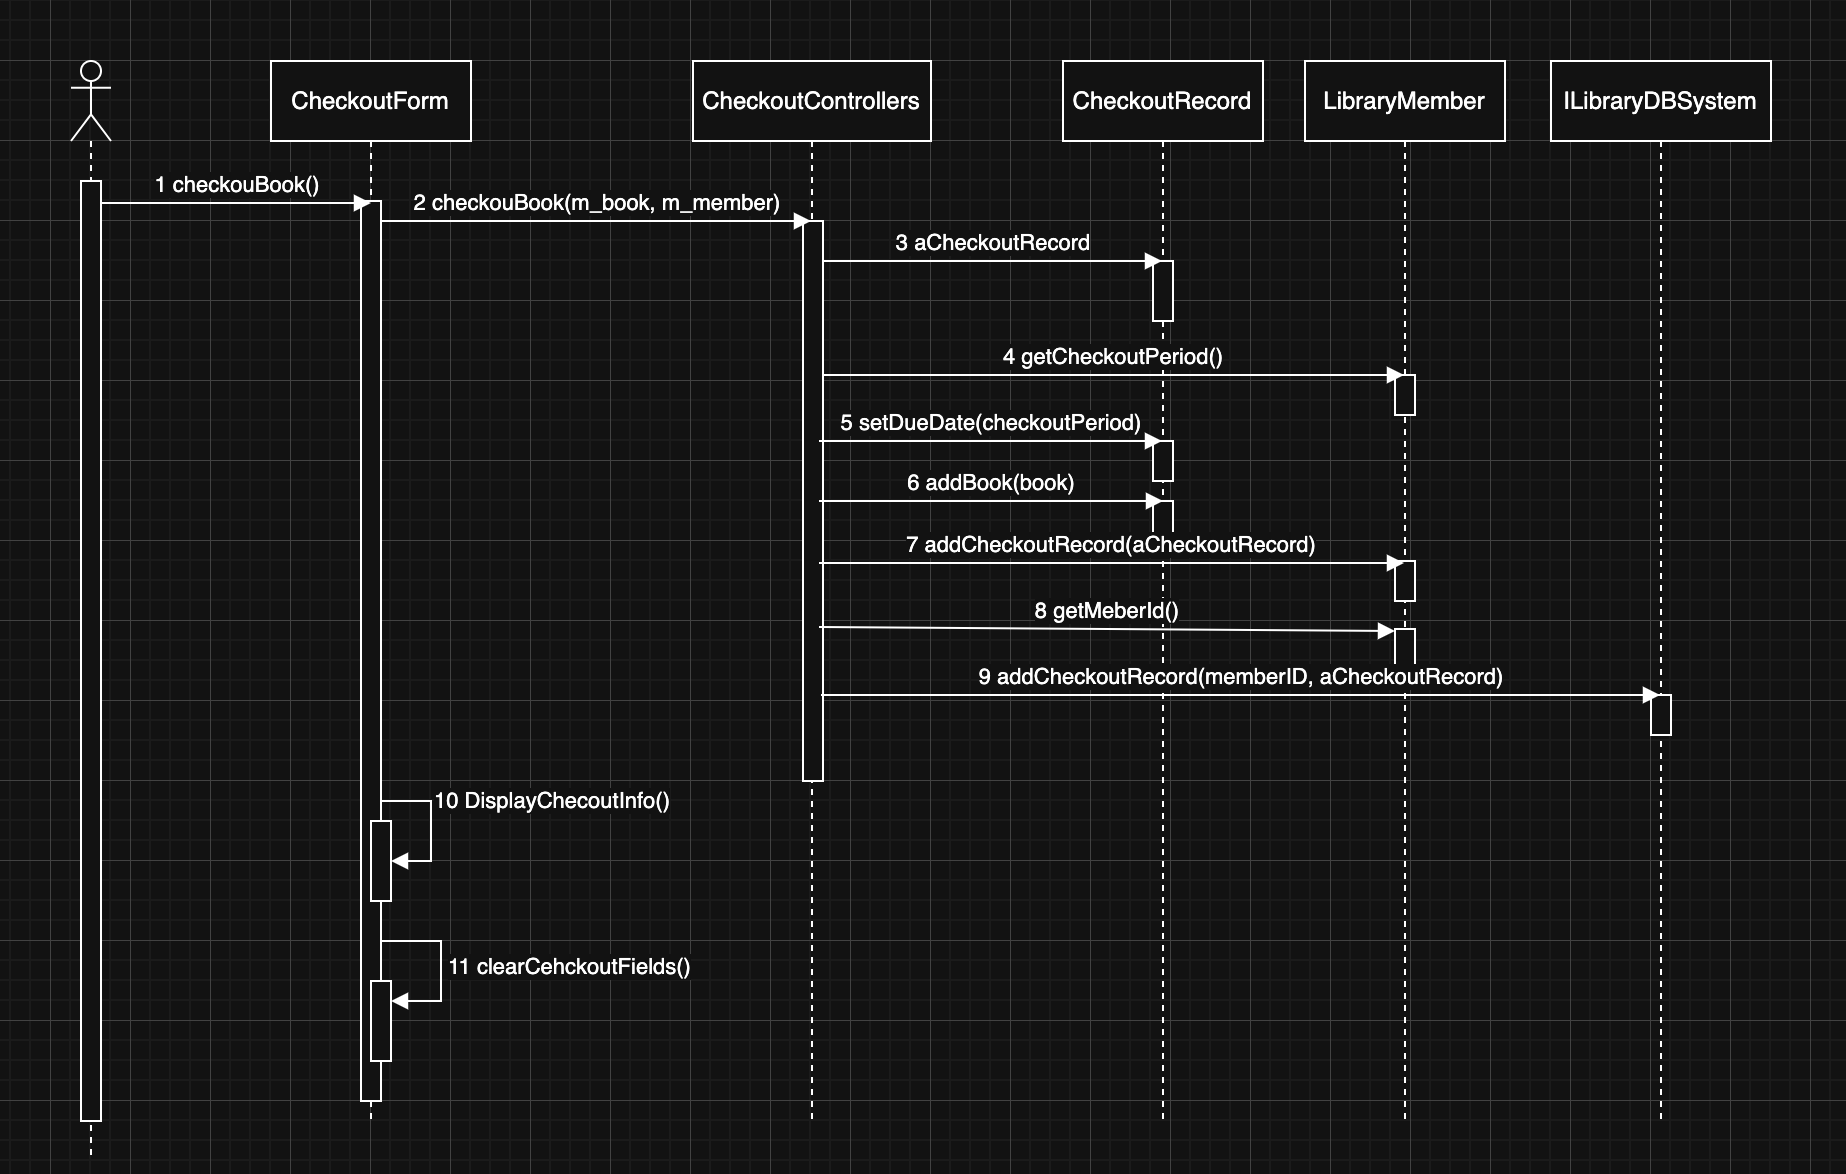 CheckoutForm
CheckoutControllers
CheckoutRecord
LibraryMember
ILibraryDBSystem
1 checkouBook()
2 checkouBook(m_book, m_member)
3 aCheckoutRecord
4 getCheckoutPeriod()
5 setDueDate(checkoutPeriod)
6 addBook(book)
7 addCheckoutRecord(aCheckoutRecord)
8 getMeberId()
9 addCheckoutRecord(memberID, aCheckoutRecord)
10 DisplayChecoutInfo()
11 clearCehckoutFields()